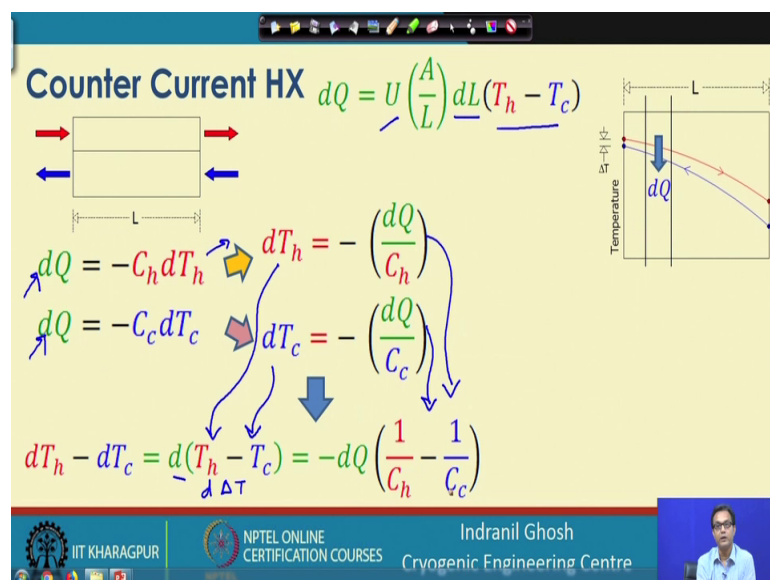 Counter Current HX
dQ = U (A/L) dL(T_h − T_c)
L
L
ΔT
dQ
Temperature
dQ = −C_h dT_h
dT_h = − (dQ/C_h)
dQ = −C_c dT_c
dT_c = − (dQ/C_c)
dT_h − dT_c = d(T_h − T_c) = −dQ (1/C_h − 1/C_c)
d ΔT
IIT KHARAGPUR
NPTEL ONLINE
CERTIFICATION COURSES
Indranil Ghosh
Cryogenic Engineering Centre